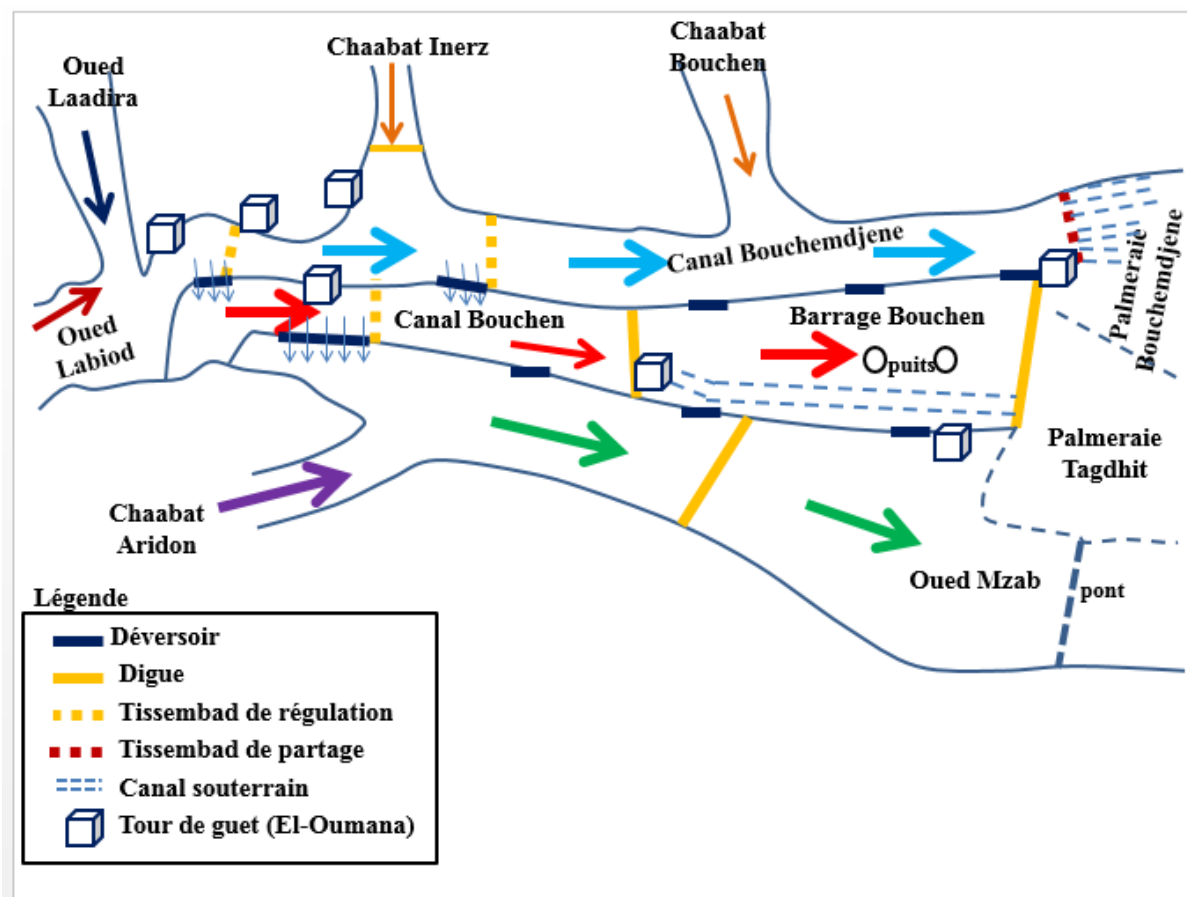 Oued
Laadira
Chaabat Inerz
Chaabat
Bouchen
Canal Bouchemdjene
Palmeraie
Bouchemdjene
Oued
Labiod
Canal Bouchen
Barrage Bouchen
puits
Palmeraie
Tagdhit
Chaabat
Aridon
Oued Mzab
pont
Légende
Déversoir
Digue
Tissembad de régulation
Tissembad de partage
Canal souterrain
Tour de guet (El-Oumana)